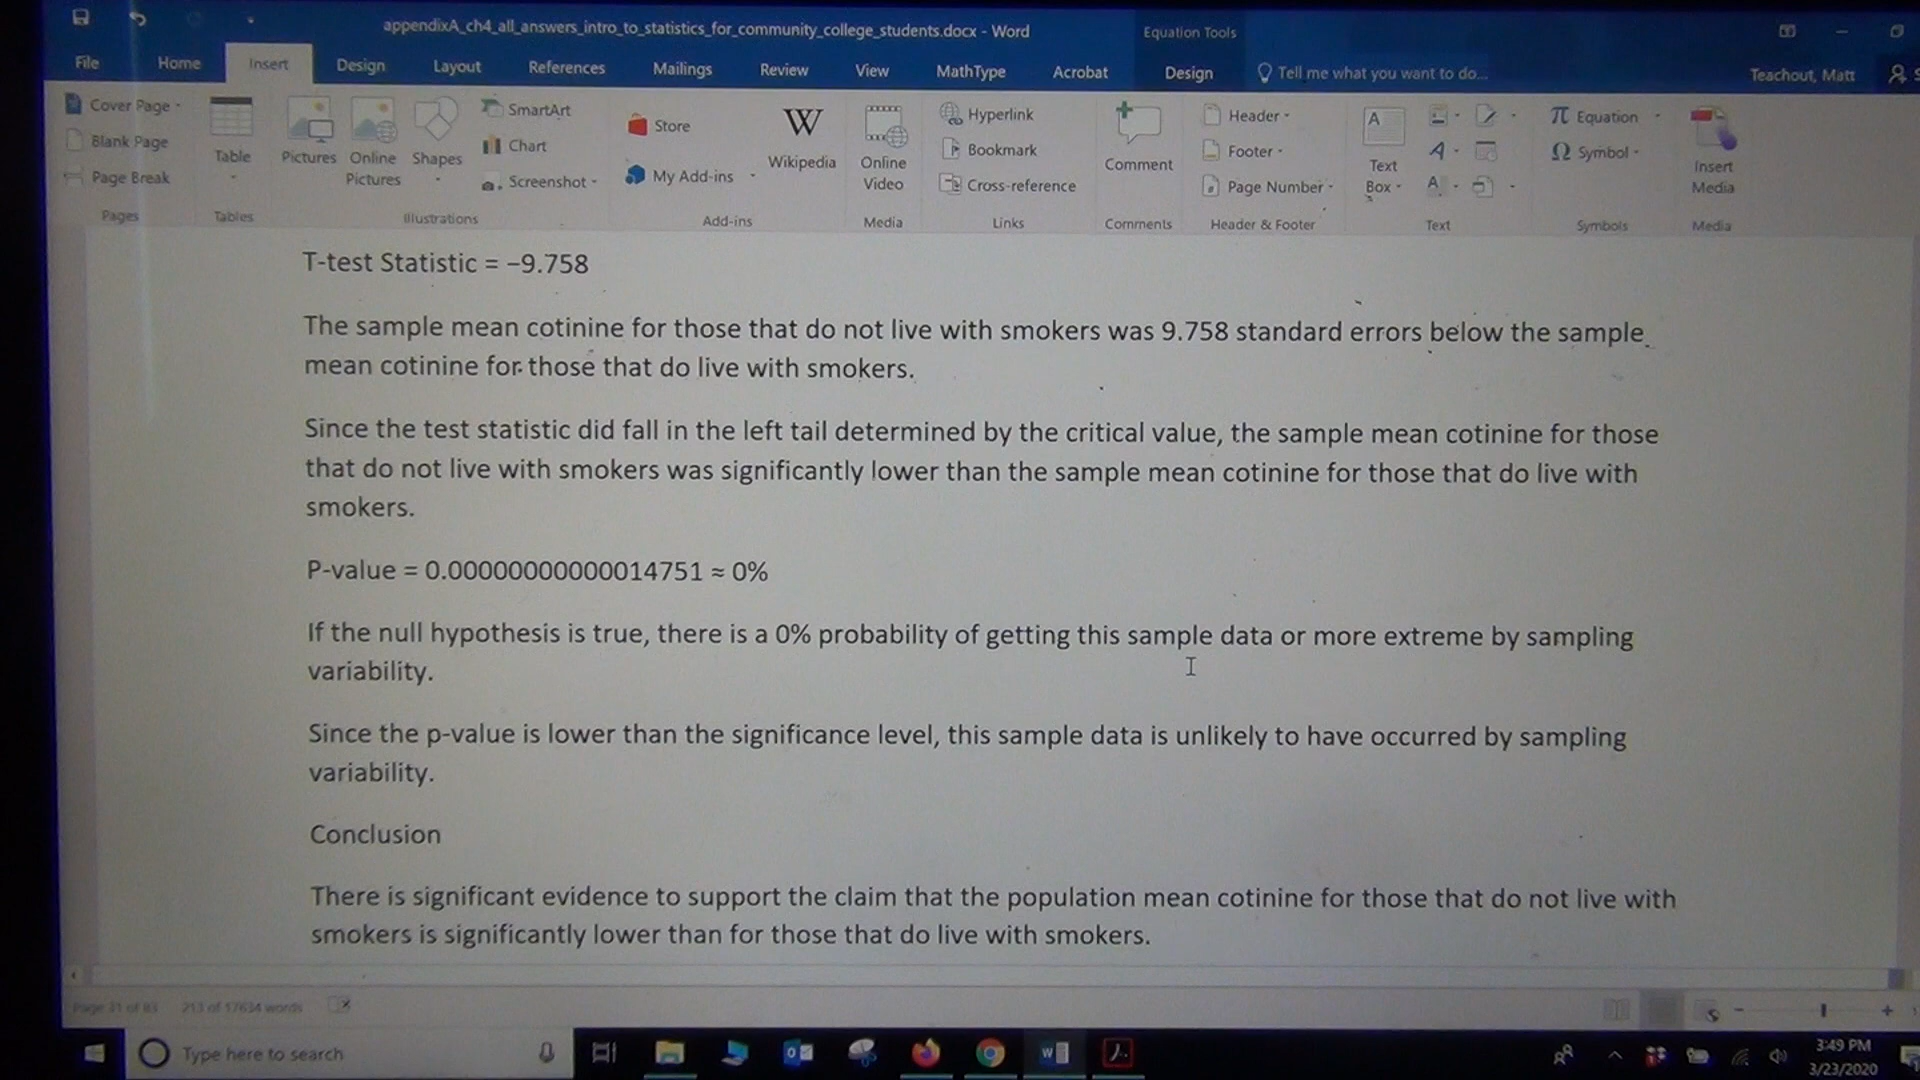 appendixA_ch4_all_answers_intro_to_statistics_for_community_college_students.docx - Word
Equation Tools
File Home Insert Design Layout References Mailings Review View MathType Acrobat Design Tell me what you want to do... Teachout, Matt
Cover Page
Blank Page
Page Break
Pages
Table
Tables
Pictures
Online Pictures
Shapes
SmartArt
Chart
Screenshot
Illustrations
Store
My Add-ins
Wikipedia
Add-ins
Online Video
Media
Hyperlink
Bookmark
Cross-reference
Links
Comment
Comments
Header
Footer
Page Number
Header & Footer
Text Box
Text
π Equation
Ω Symbol
Symbols
Insert Media
Media
T-test Statistic = −9.758
The sample mean cotinine for those that do not live with smokers was 9.758 standard errors below the sample
mean cotinine for those that do live with smokers.
Since the test statistic did fall in the left tail determined by the critical value, the sample mean cotinine for those
that do not live with smokers was significantly lower than the sample mean cotinine for those that do live with
smokers.
P-value = 0.00000000000014751 ≈ 0%
If the null hypothesis is true, there is a 0% probability of getting this sample data or more extreme by sampling
variability.
Since the p-value is lower than the significance level, this sample data is unlikely to have occurred by sampling
variability.
Conclusion
There is significant evidence to support the claim that the population mean cotinine for those that do not live with
smokers is significantly lower than for those that do live with smokers.
213 of 17634 words
Type here to search
3:49 PM
3/23/2020